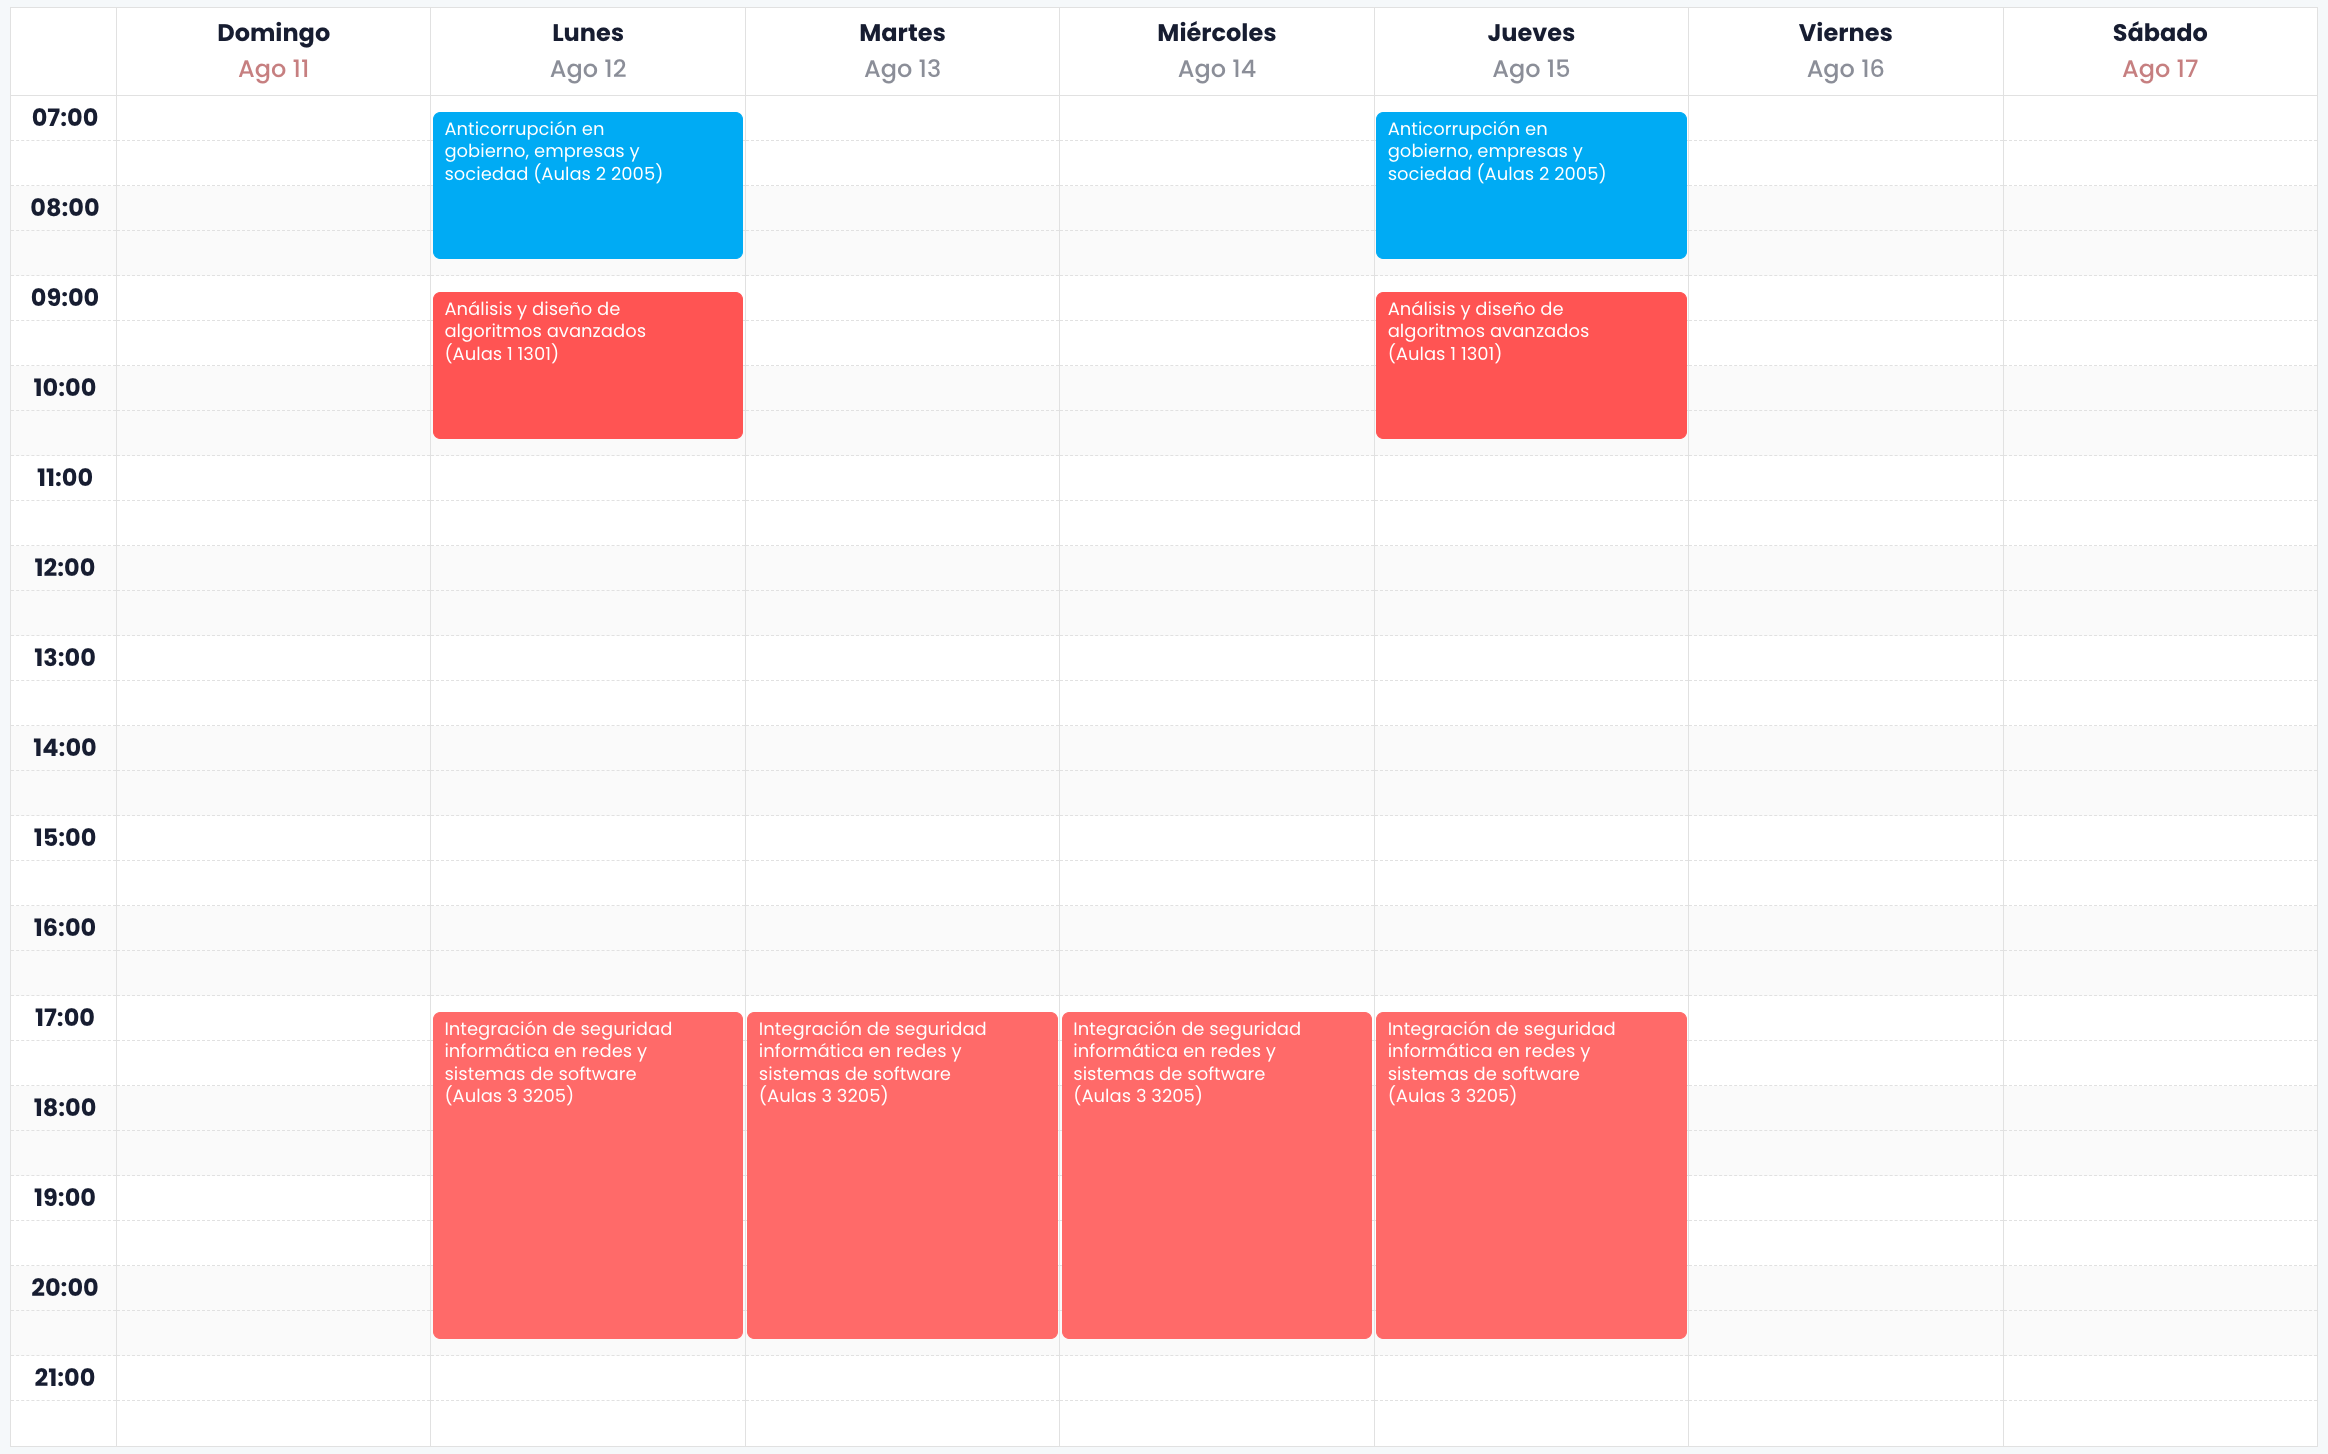 Domingo
Ago 11
Lunes
Ago 12
Martes
Ago 13
Miércoles
Ago 14
Jueves
Ago 15
Viernes
Ago 16
Sábado
Ago 17
07:00
Anticorrupción en
gobierno, empresas y
sociedad (Aulas 2 2005)
Anticorrupción en
gobierno, empresas y
sociedad (Aulas 2 2005)
08:00
09:00
Análisis y diseño de
algoritmos avanzados
(Aulas 1 1301)
Análisis y diseño de
algoritmos avanzados
(Aulas 1 1301)
10:00
11:00
12:00
13:00
14:00
15:00
16:00
17:00
Integración de seguridad
informática en redes y
sistemas de software
(Aulas 3 3205)
Integración de seguridad
informática en redes y
sistemas de software
(Aulas 3 3205)
Integración de seguridad
informática en redes y
sistemas de software
(Aulas 3 3205)
Integración de seguridad
informática en redes y
sistemas de software
(Aulas 3 3205)
18:00
19:00
20:00
21:00